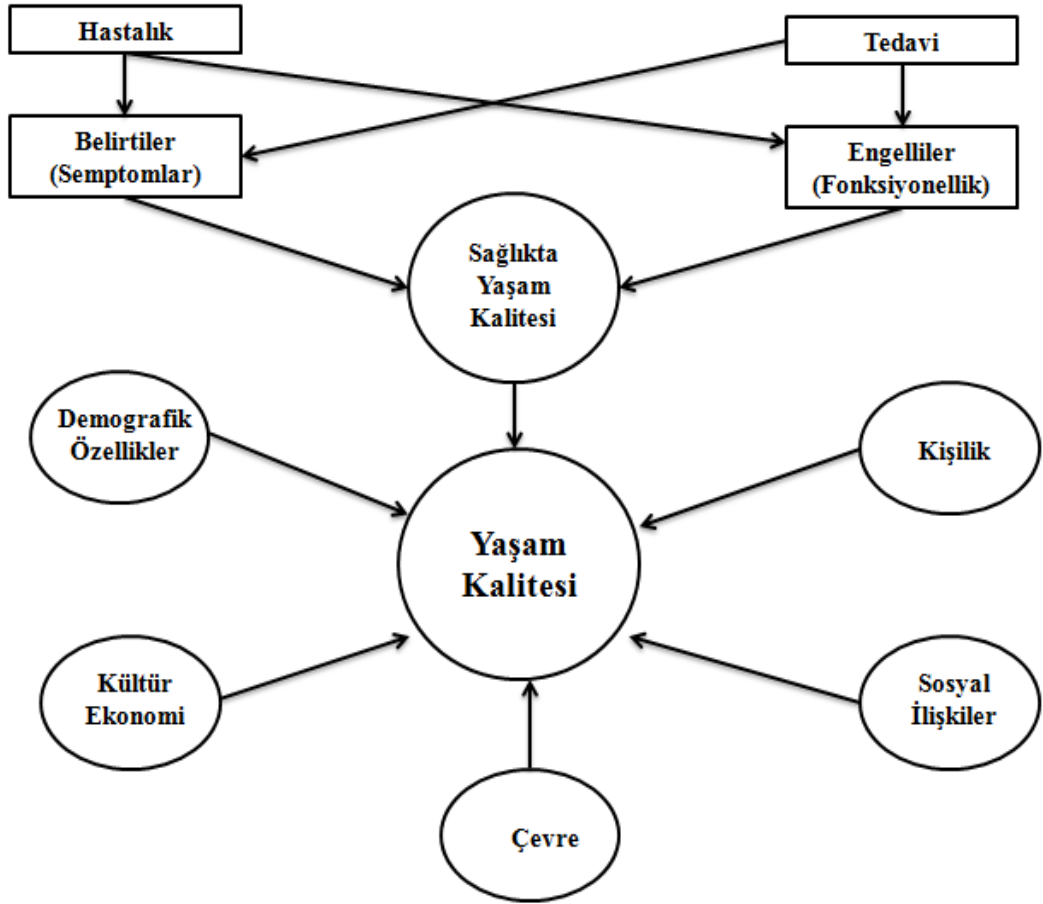 Hastalık
Tedavi
Belirtiler
(Semptomlar)
Engelliler
(Fonksiyonellik)
Sağlıkta
Yaşam
Kalitesi
Demografik
Özellikler
Kişilik
Yaşam
Kalitesi
Kültür
Ekonomi
Sosyal
İlişkiler
Çevre